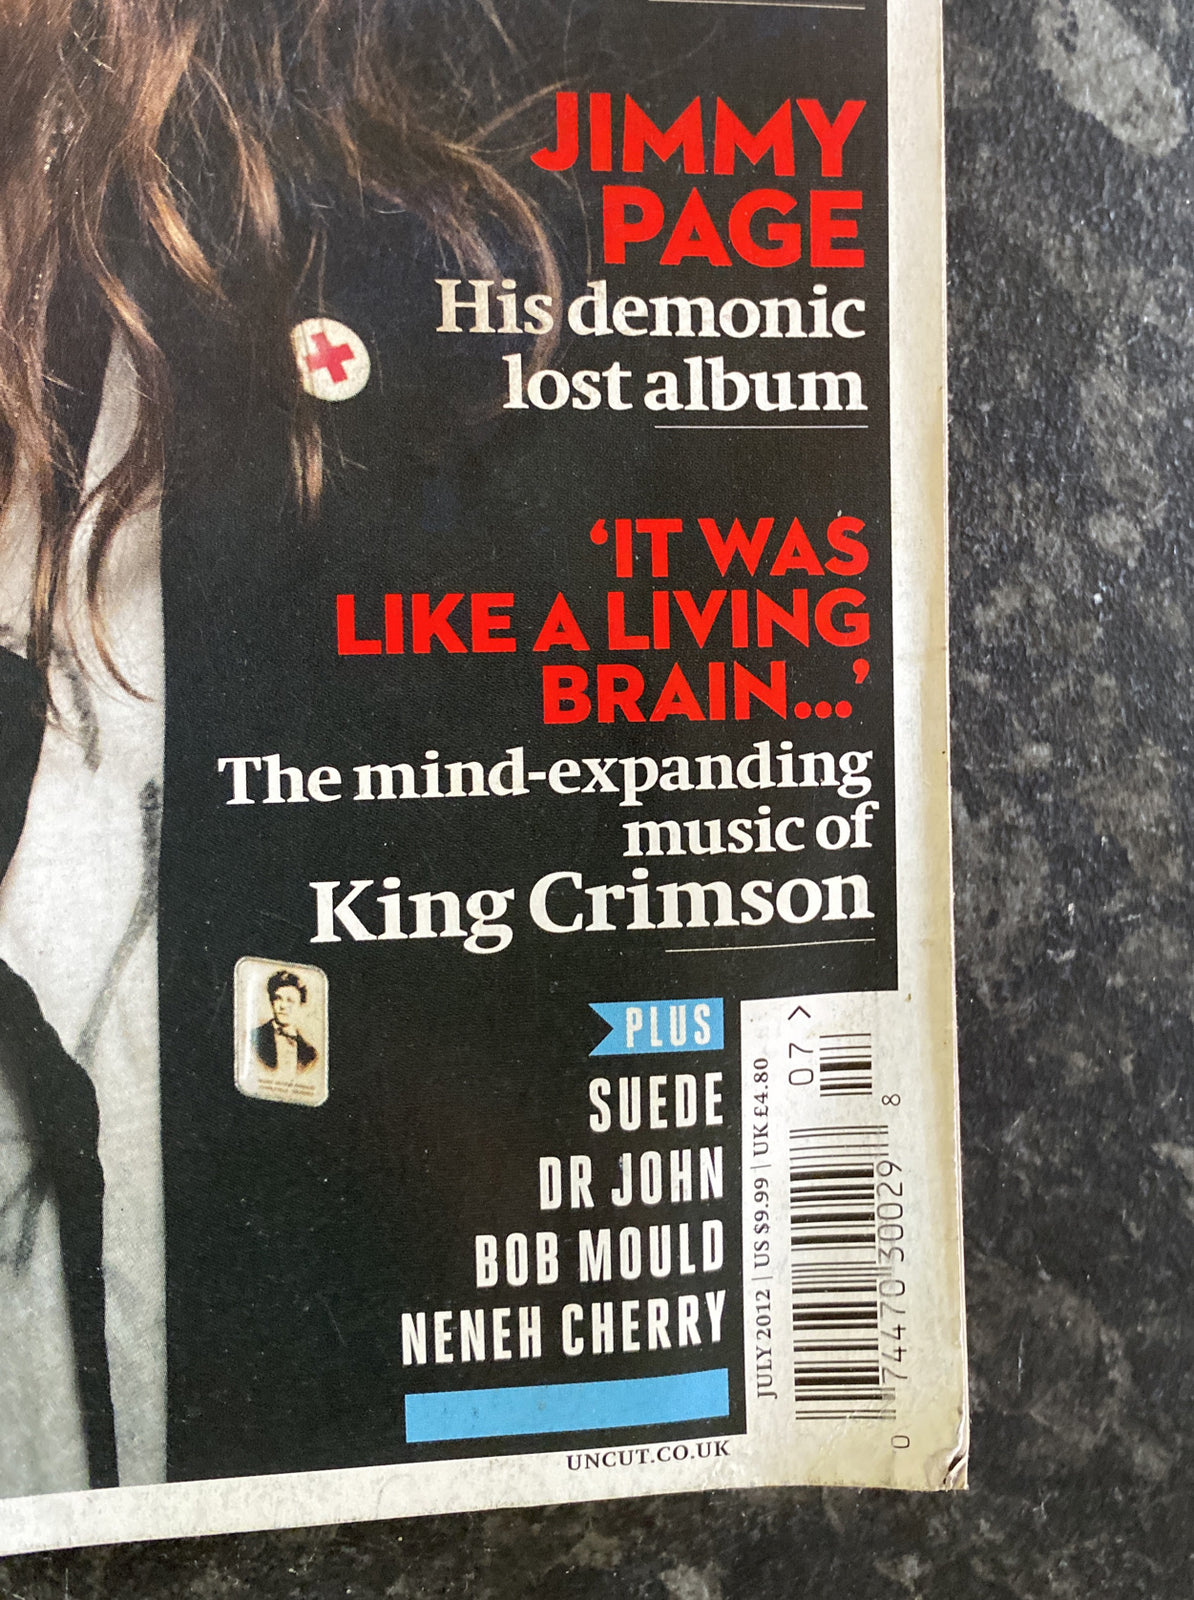 JIMMY
PAGE
His demonic
lost album
‘IT WAS
LIKE A LIVING
BRAIN...’
The mind-expanding
music of
King Crimson
PLUS
SUEDE
DR JOHN
BOB MOULD
NENEH CHERRY
UNCUT.CO.UK
JULY 2012 | US $9.99 | UK £4.80
07 >
0 74470 30029 8